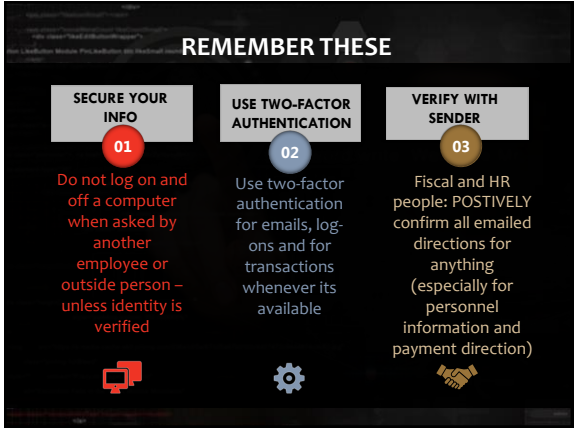 REMEMBER THESE
SECURE YOUR
INFO
01
Do not log on and
off a computer
when asked by
another
employee or
outside person –
unless identity is
verified
USE TWO-FACTOR
AUTHENTICATION
02
Use two-factor
authentication
for emails, log-
ons and for
transactions
whenever its
available
VERIFY WITH
SENDER
03
Fiscal and HR
people: POSTIVELY
confirm all emailed
directions for
anything
(especially for
personnel
information and
payment direction)